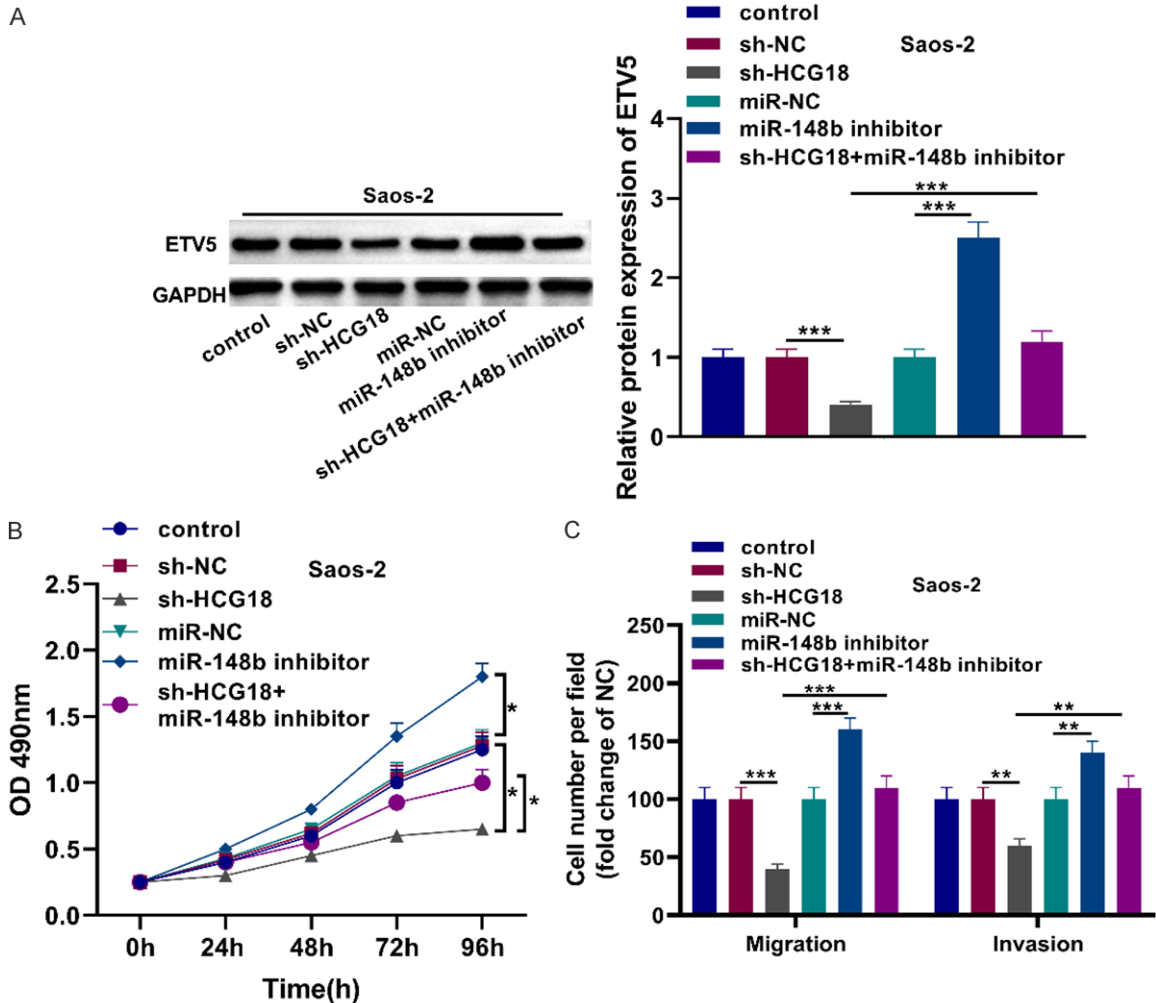 A
Saos-2
ETV5
GAPDH
control
sh-NC
sh-HCG18
miR-NC
miR-148b inhibitor
sh-HCG18+miR-148b inhibitor
control
sh-NC
Saos-2
sh-HCG18
miR-NC
miR-148b inhibitor
sh-HCG18+miR-148b inhibitor
Relative protein expression of ETV5
4
3
2
1
0
***
***
***
B
control
sh-NC
Saos-2
sh-HCG18
miR-NC
miR-148b inhibitor
sh-HCG18+
miR-148b inhibitor
OD 490nm
2.5
2.0
1.5
1.0
0.5
0.0
*
*
*
0h 24h 48h 72h 96h
Time(h)
C
control
sh-NC
Saos-2
sh-HCG18
miR-NC
miR-148b inhibitor
sh-HCG18+miR-148b inhibitor
Cell number per field
(fold change of NC)
250
200
150
100
50
0
***
***
***
**
**
**
Migration Invasion